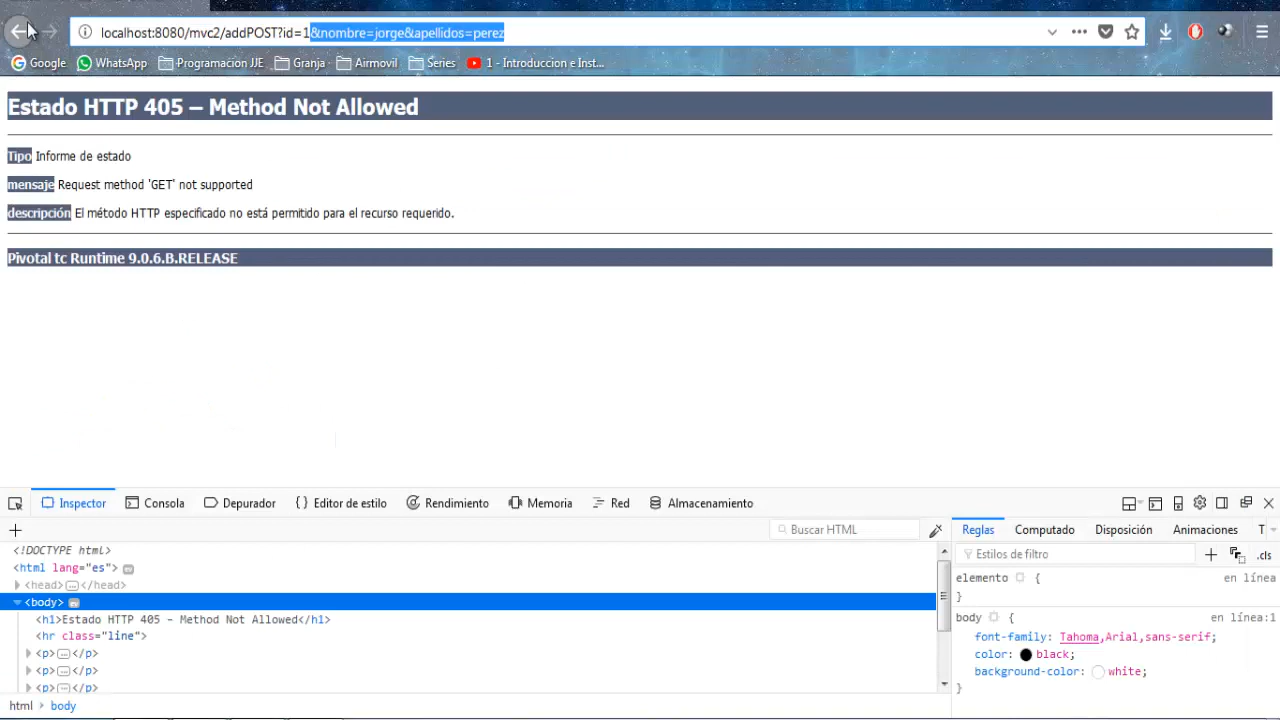 localhost:8080/mvc2/addPOST?id=1&nombre=jorge&apellidos=perez
Google WhatsApp Programación JJE Granja Airmovil Series 1 - Introduccion e Inst...
Estado HTTP 405 – Method Not Allowed
Tipo Informe de estado
mensaje Request method 'GET' not supported
descripción El método HTTP especificado no está permitido para el recurso requerido.
Pivotal tc Runtime 9.0.6.B.RELEASE
Inspector Consola Depurador Editor de estilo Rendimiento Memoria Red Almacenamiento
Buscar HTML Reglas Computado Disposición Animaciones T
<!DOCTYPE html>
<html lang="es"> ev
<head>…</head>
<body> ev
<h1>Estado HTTP 405 – Method Not Allowed</h1>
<hr class="line">
<p>…</p>
<p>…</p>
<p>…</p>
html › body
Estilos de filtro .cls
elemento { en línea
}
body { en línea:1
font-family: Tahoma,Arial,sans-serif;
color: black;
background-color: white;
}